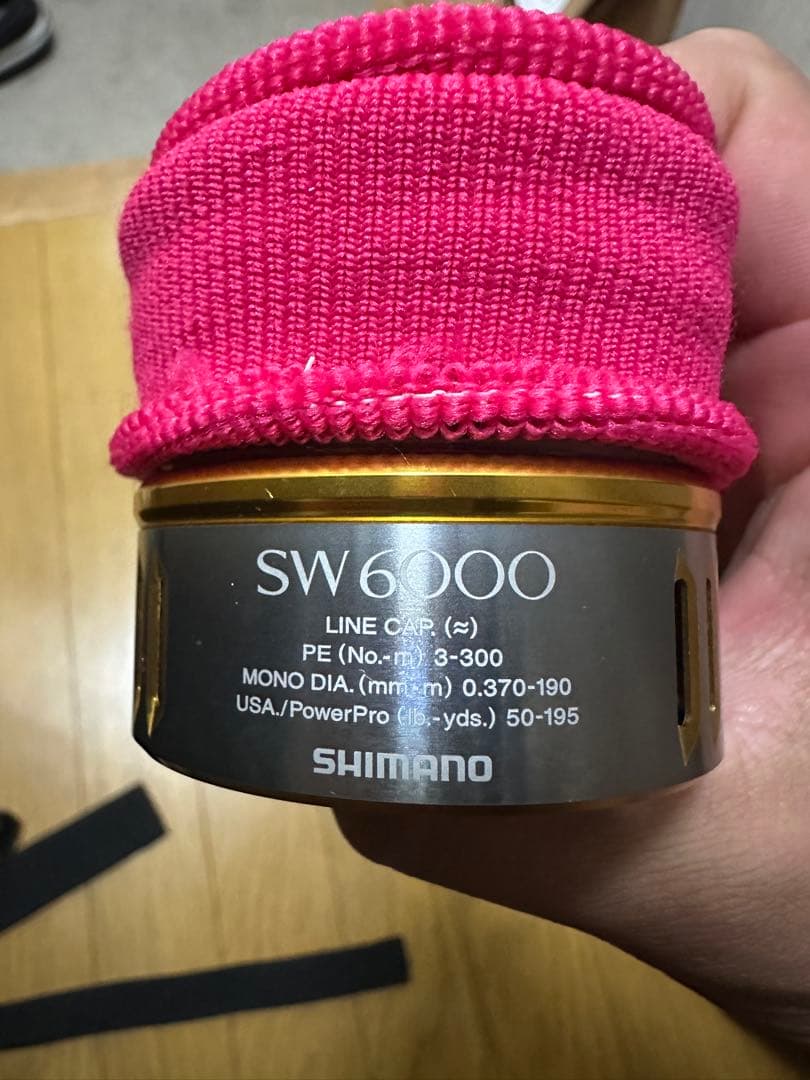 SW6000
LINE CAP. (≈)
PE (No.-m) 3-300
MONO DIA. (mm-m) 0.370-190
USA./PowerPro (lb.-yds.) 50-195
SHIMANO